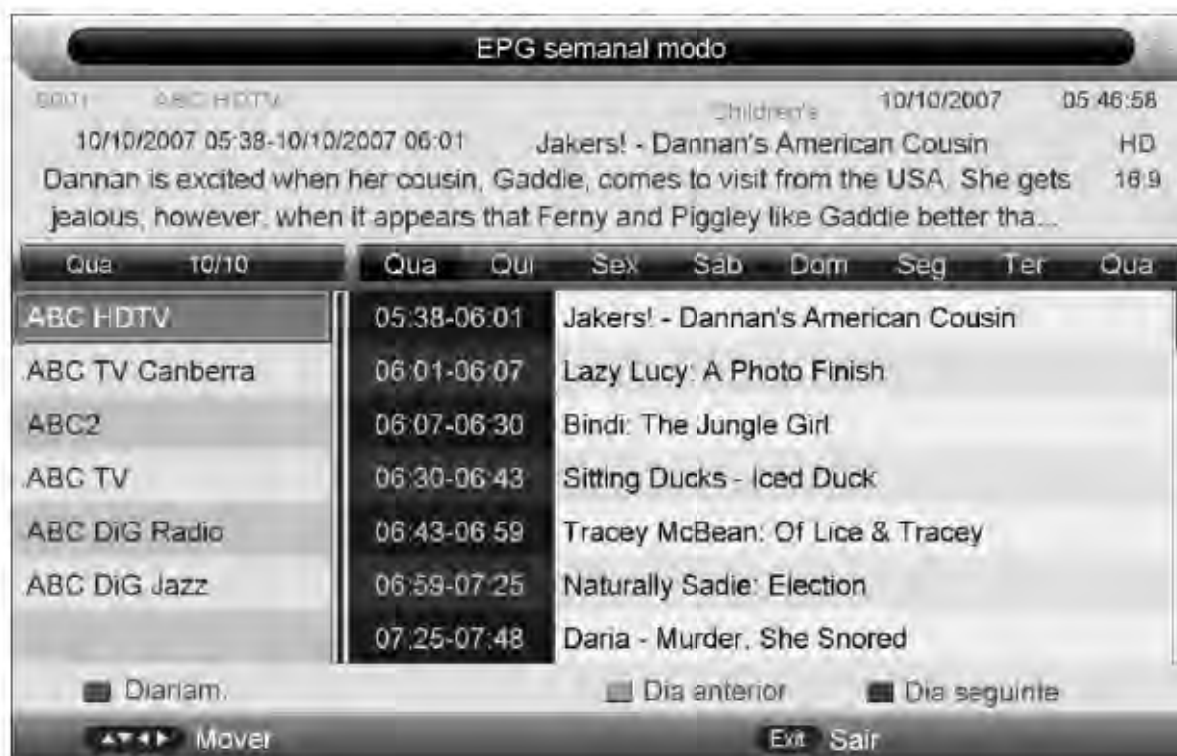 EPG semanal modo
ABC HDTV Children's 10/10/2007 05:46:58
10/10/2007 05:38-10/10/2007 06:01 Jakers! - Dannan's American Cousin HD
Dannan is excited when her cousin, Gaddie, comes to visit from the USA. She gets 16:9
jealous, however, when it appears that Ferny and Piggley like Gaddie better tha...
Qua 10/10 Qua Qui Sex Sáb Dom Seg Ter Qua
ABC HDTV 05:38-06:01 Jakers! - Dannan's American Cousin
ABC TV Canberra 06:01-06:07 Lazy Lucy: A Photo Finish
ABC2 06:07-06:30 Bindi: The Jungle Girl
ABC TV 06:30-06:43 Sitting Ducks - Iced Duck
ABC DiG Radio 06:43-06:59 Tracey McBean: Of Lice & Tracey
ABC DiG Jazz 06:59-07:25 Naturally Sadie: Election
07:25-07:48 Daria - Murder, She Snored
Diariam. Dia anterior Dia seguinte
Mover Exit Sair